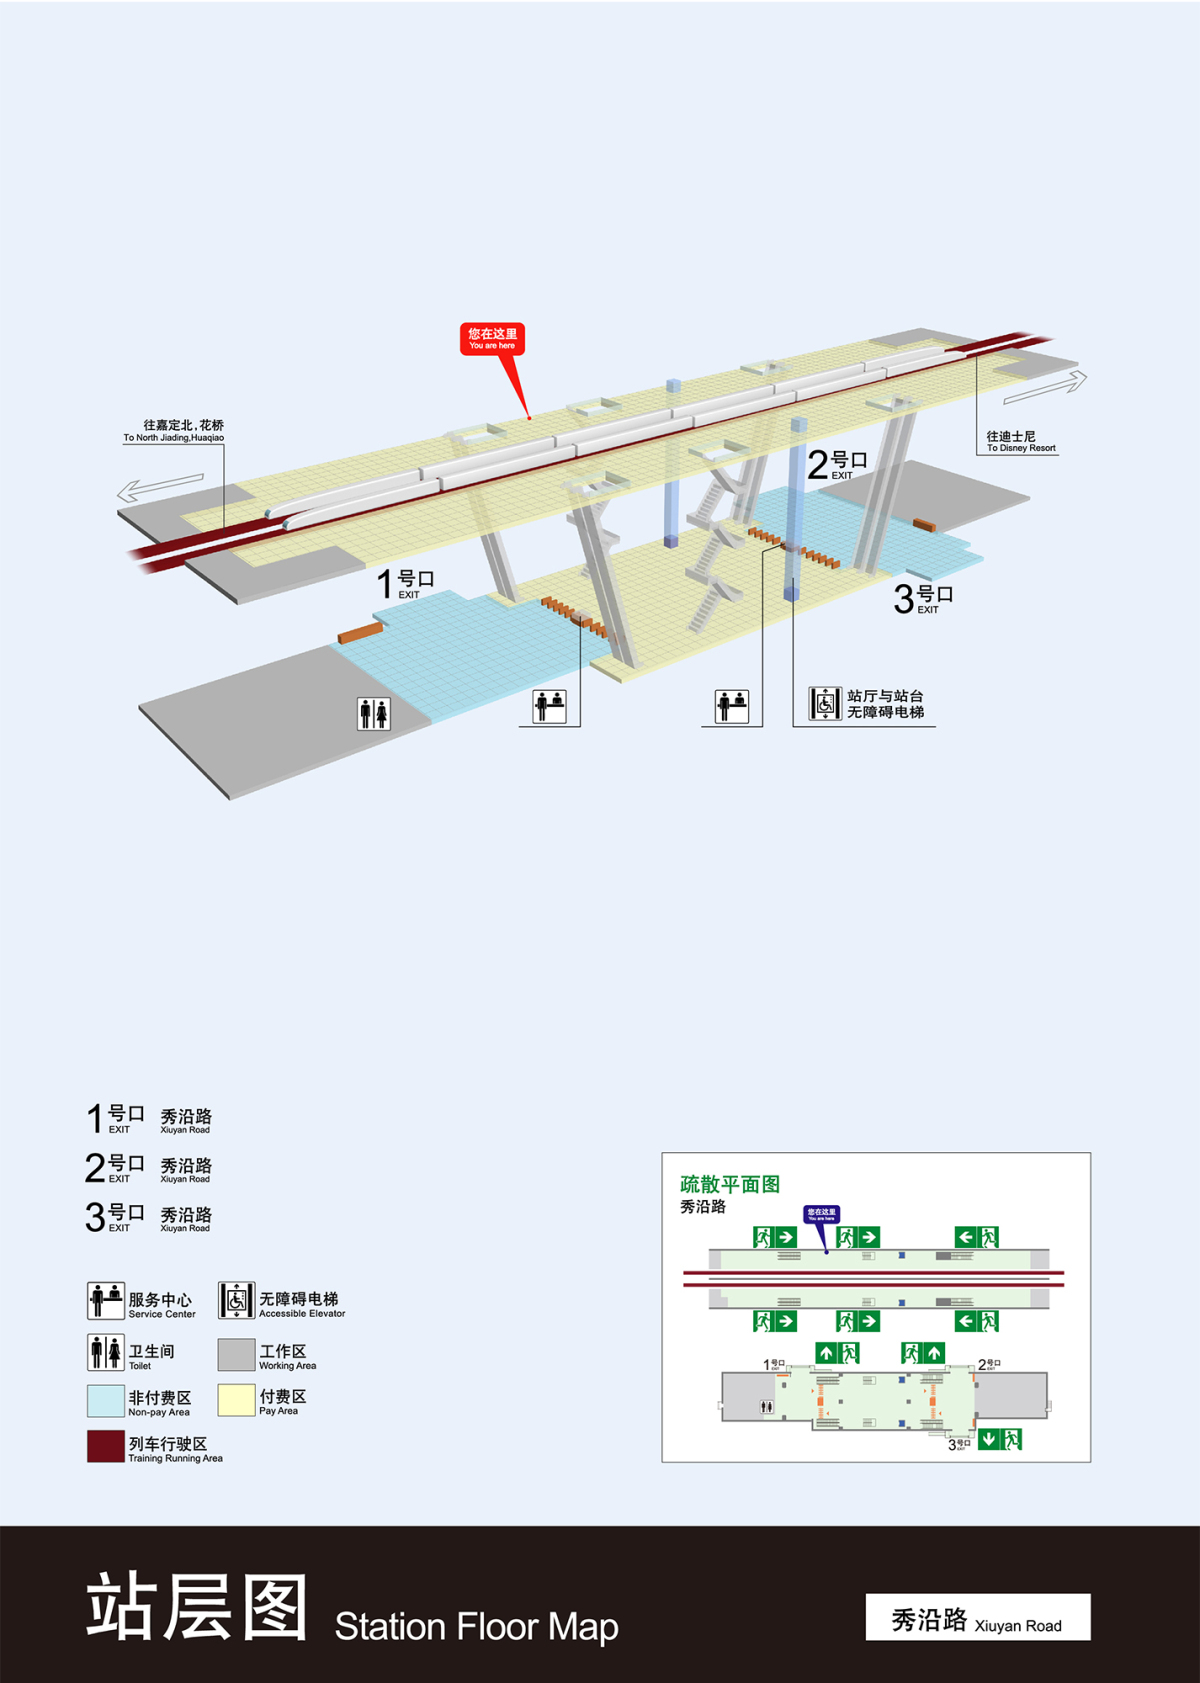 您在这里
You are here
往嘉定北,花桥
To North Jiading,Huaqiao
往迪士尼
To Disney Resort
2号口
EXIT
1号口
EXIT
3号口
EXIT
站厅与站台
无障碍电梯
1号口 秀沿路
EXIT Xiuyan Road
2号口 秀沿路
EXIT Xiuyan Road
3号口 秀沿路
EXIT Xiuyan Road
服务中心
Service Center
无障碍电梯
Accessible Elevator
卫生间
Toilet
工作区
Working Area
非付费区
Non-pay Area
付费区
Pay Area
列车行驶区
Training Running Area
疏散平面图
秀沿路
您在这里
You are here
1号口
EXIT
2号口
EXIT
3号口
EXIT
站层图 Station Floor Map
秀沿路 Xiuyan Road